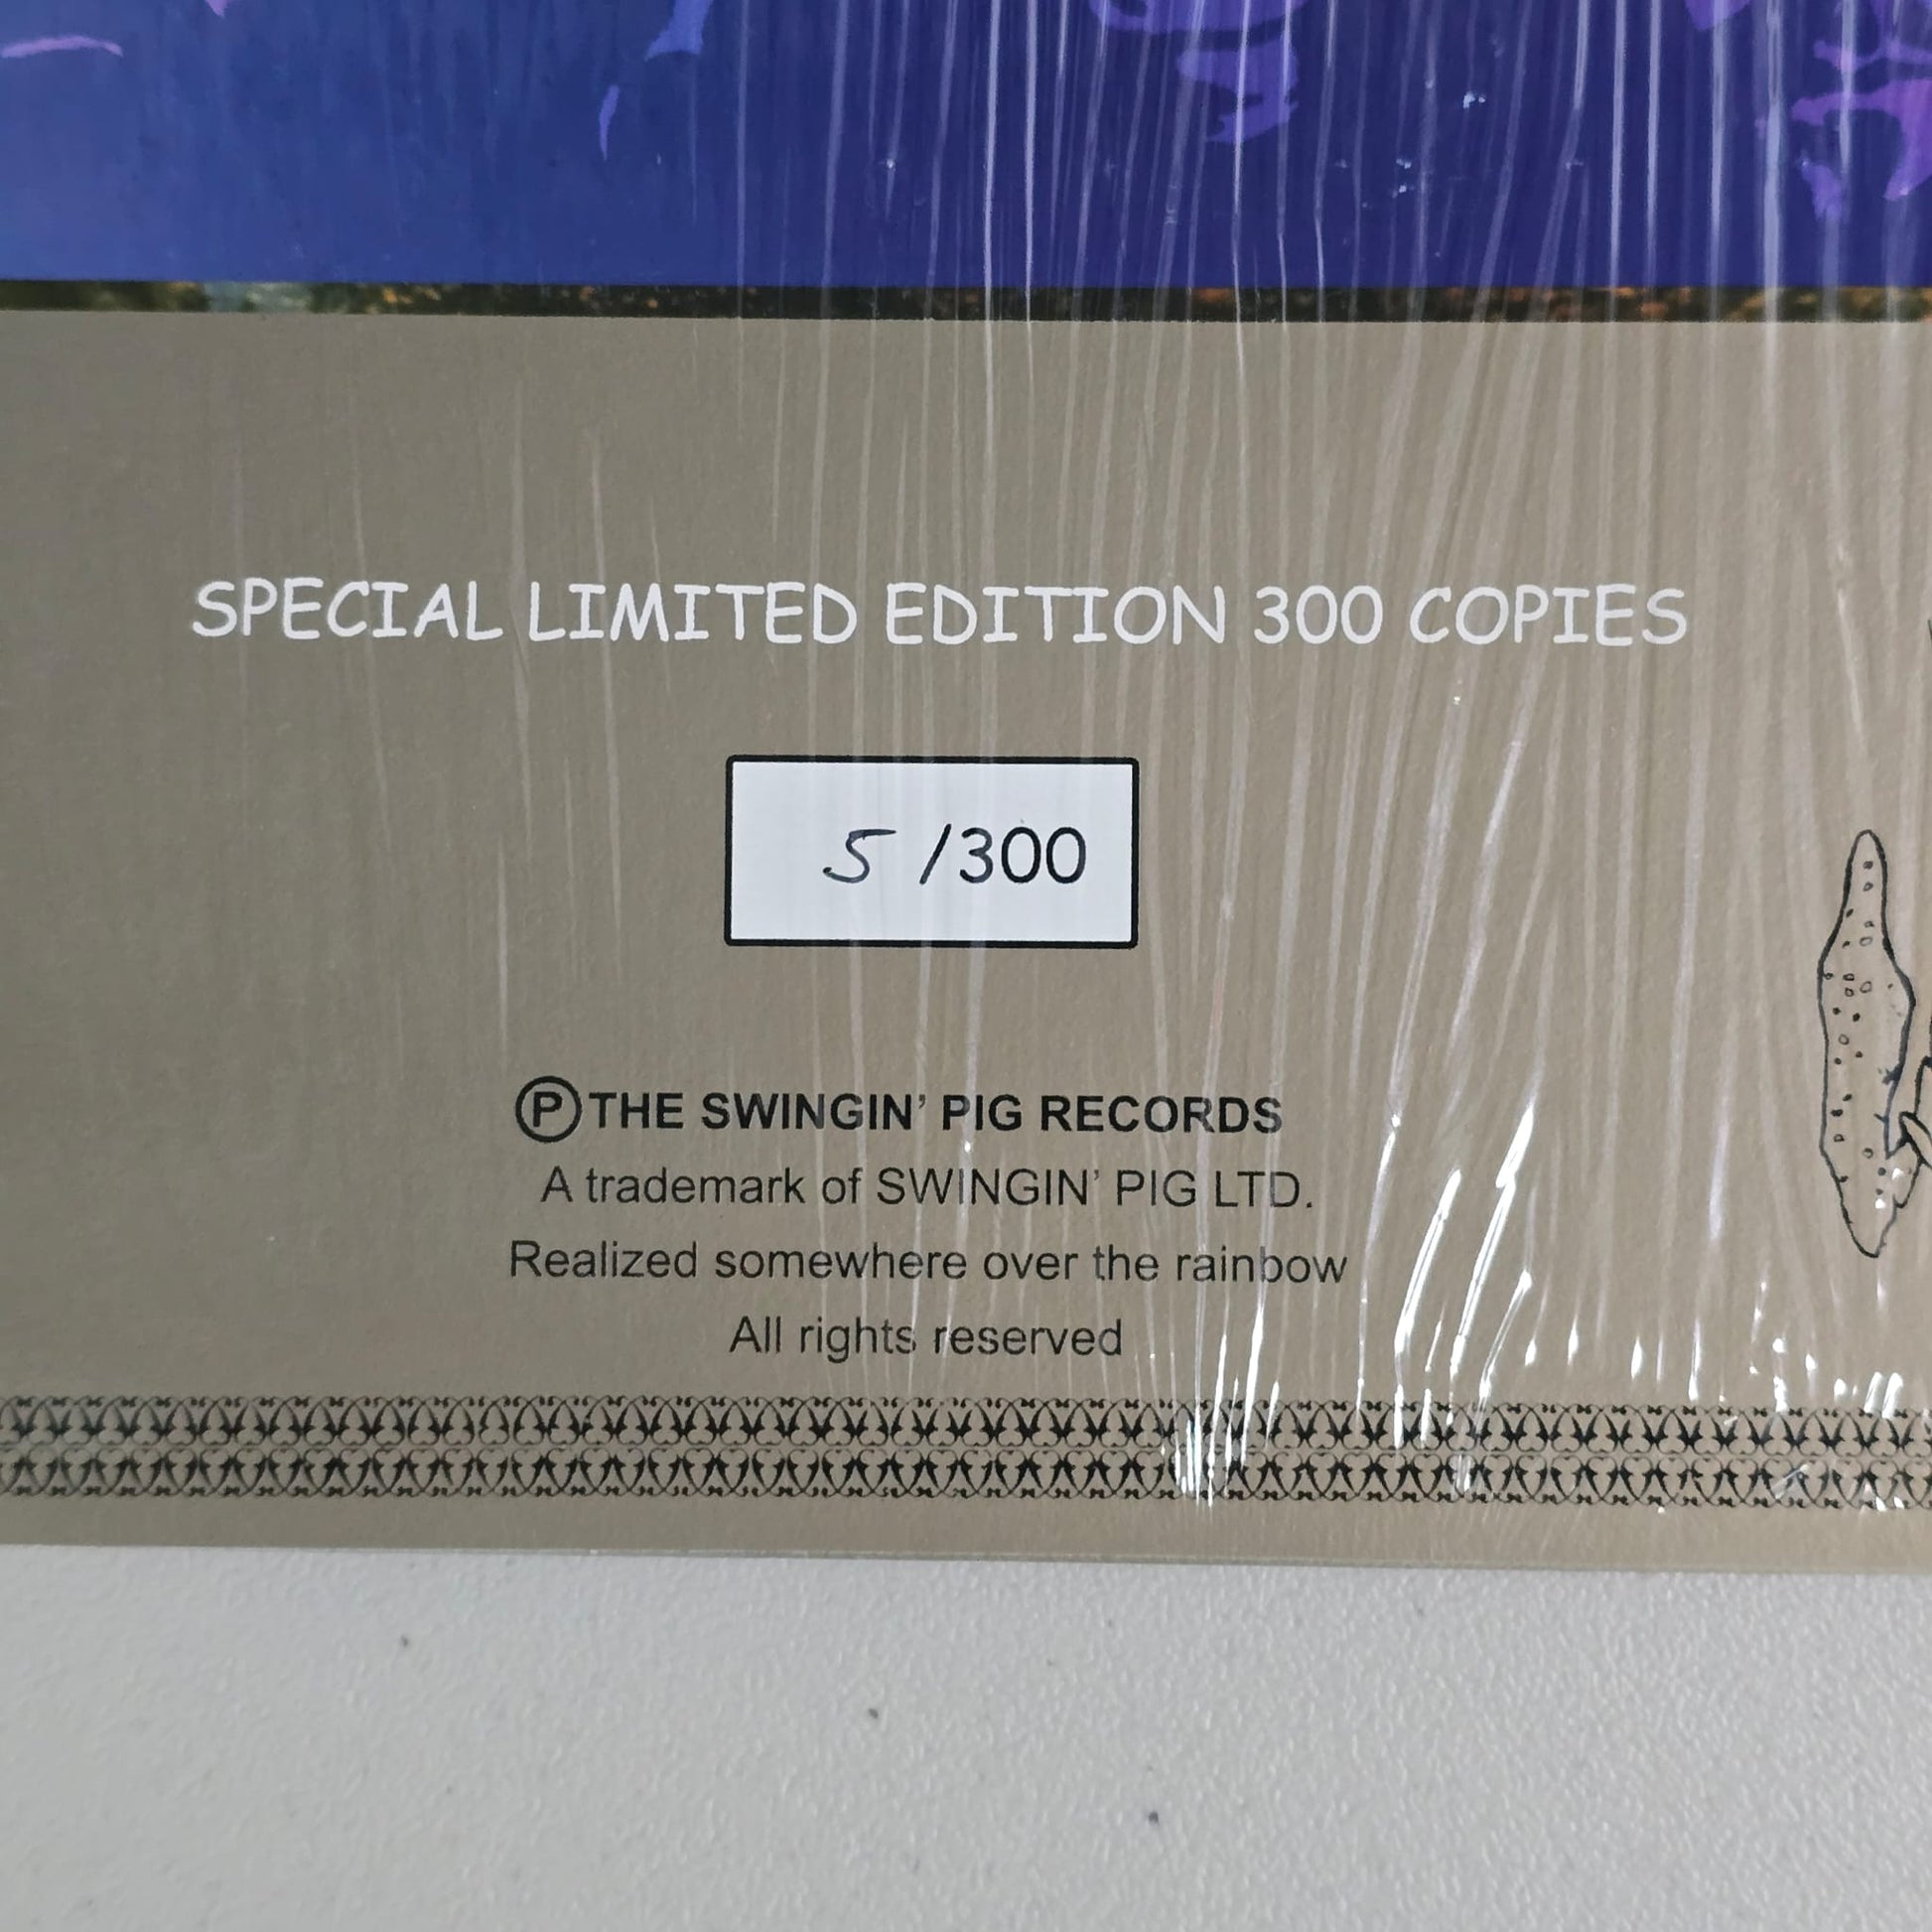 SPECIAL LIMITED EDITION 300 COPIES
5 /300
ⓅTHE SWINGIN' PIG RECORDS
A trademark of SWINGIN' PIG LTD.
Realized somewhere over the rainbow
All rights reserved